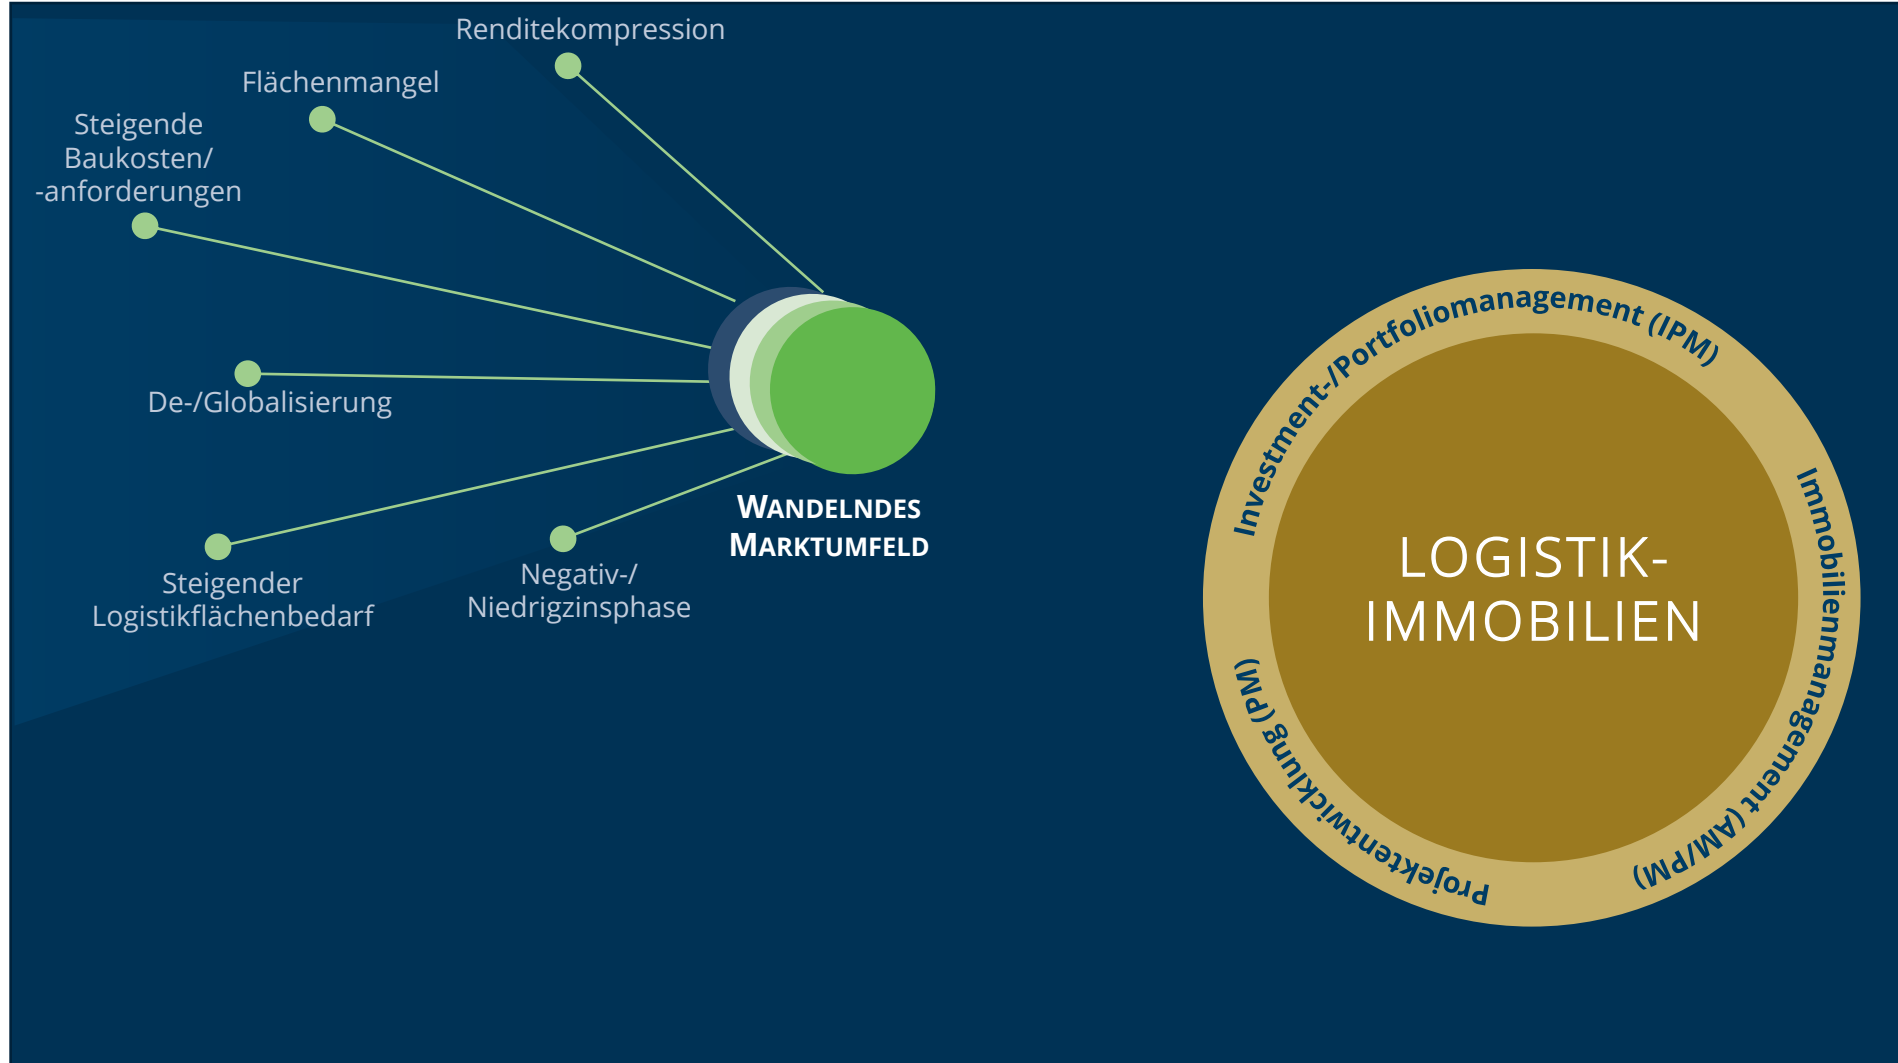 Renditekompression
Flächenmangel
Steigende
Baukosten/
-anforderungen
De-/Globalisierung
Steigender
Logistikflächenbedarf
Negativ-/
Niedrigzinsphase
WANDELNDES
MARKTUMFELD
Investment-/Portfoliomanagement (IPM)
Immobilienmanagement (AM/PM)
Projektentwicklung (PM)
LOGISTIK-
IMMOBILIEN